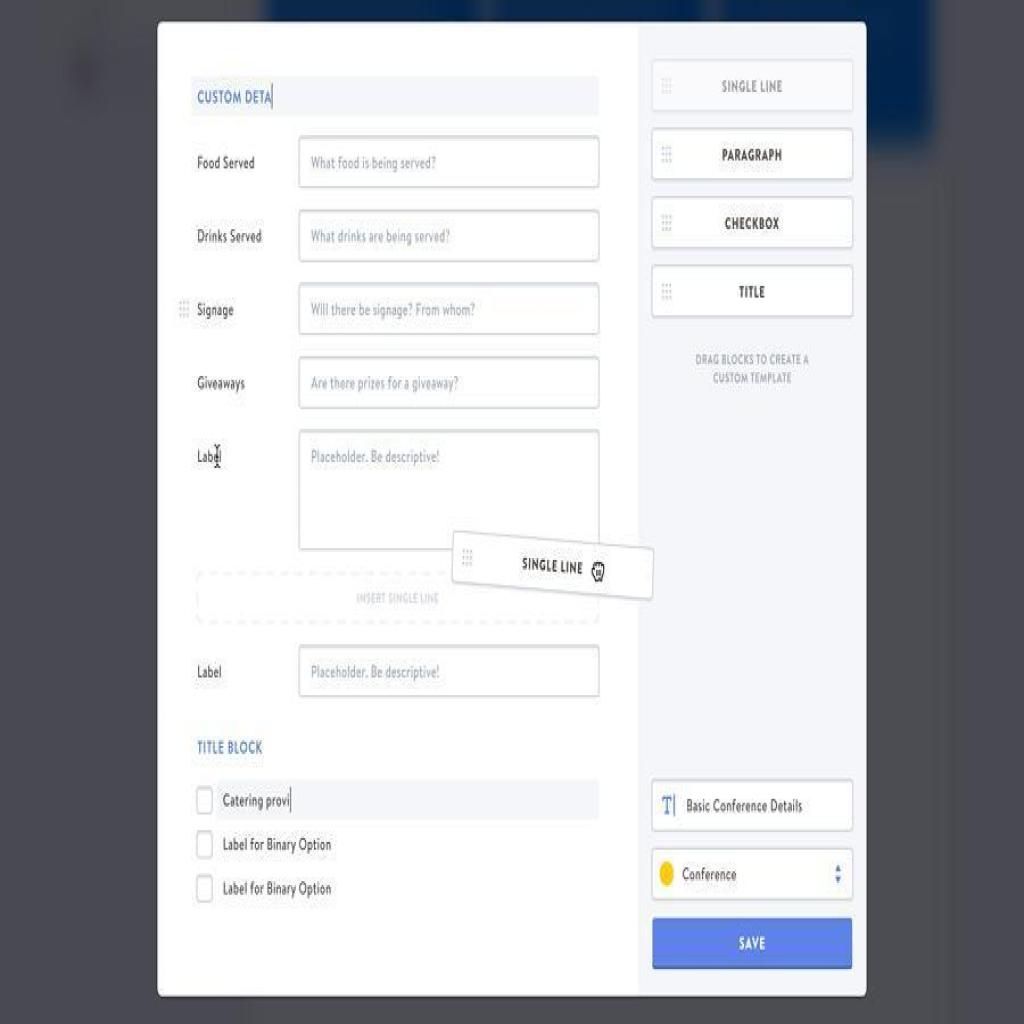 CUSTOM DETA
Food Served
What food is being served?
Drinks Served
What drinks are being served?
Signage
Will there be signage? From whom?
Giveaways
Are there prizes for a giveaway?
Label
Placeholder. Be descriptive!
SINGLE LINE
INSERT SINGLE LINE
Label
Placeholder. Be descriptive!
TITLE BLOCK
Catering provi
Label for Binary Option
Label for Binary Option
SINGLE LINE
PARAGRAPH
CHECKBOX
TITLE
DRAG BLOCKS TO CREATE A
CUSTOM TEMPLATE
T Basic Conference Details
Conference
SAVE